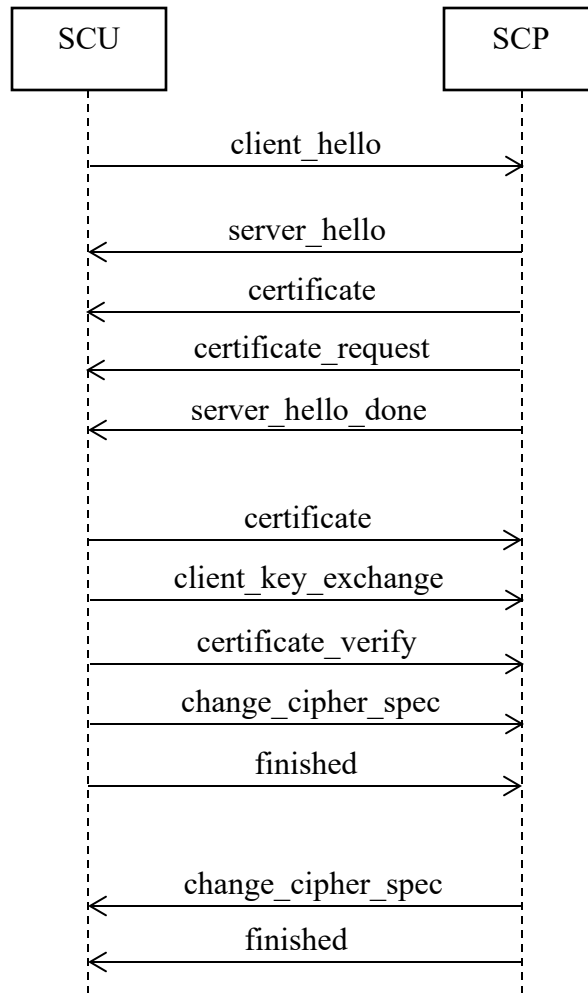 SCU
SCP
client_hello
server_hello
certificate
certificate_request
server_hello_done
certificate
client_key_exchange
certificate_verify
change_cipher_spec
finished
change_cipher_spec
finished